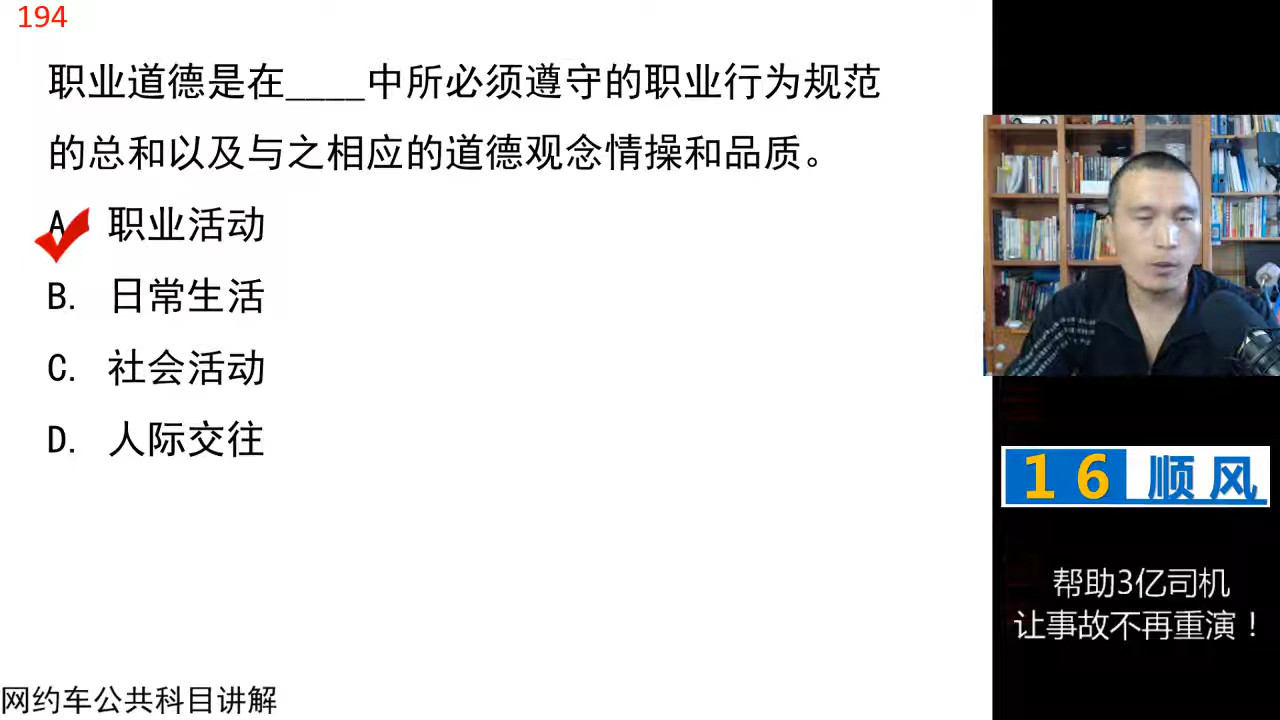 194
职业道德是在____中所必须遵守的职业行为规范
的总和以及与之相应的道德观念情操和品质。
A 职业活动
B. 日常生活
C. 社会活动
D. 人际交往
16顺风
帮助3亿司机
让事故不再重演！
网约车公共科目讲解